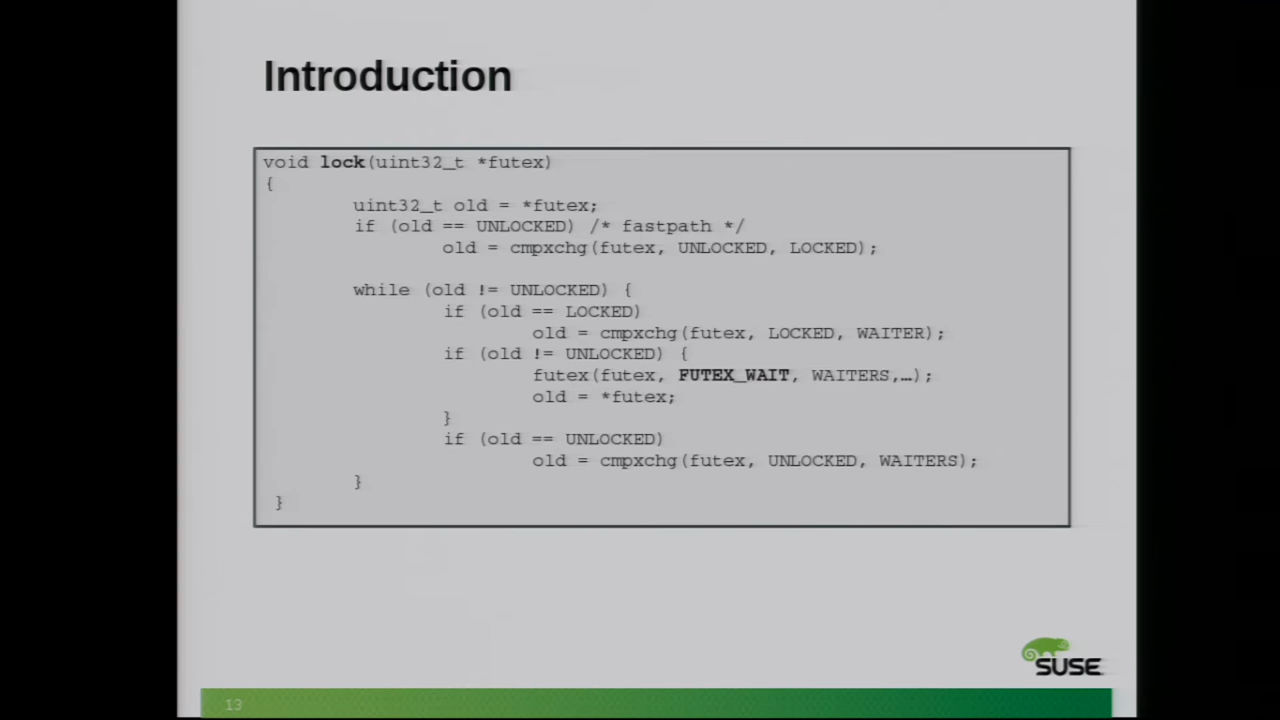 Introduction
void lock(uint32_t *futex)
{
uint32_t old = *futex;
if (old == UNLOCKED) /* fastpath */
old = cmpxchg(futex, UNLOCKED, LOCKED);
while (old != UNLOCKED) {
if (old == LOCKED)
old = cmpxchg(futex, LOCKED, WAITER);
if (old != UNLOCKED) {
futex(futex, FUTEX_WAIT, WAITERS,…);
old = *futex;
}
if (old == UNLOCKED)
old = cmpxchg(futex, UNLOCKED, WAITERS);
}
}
SUSE
13